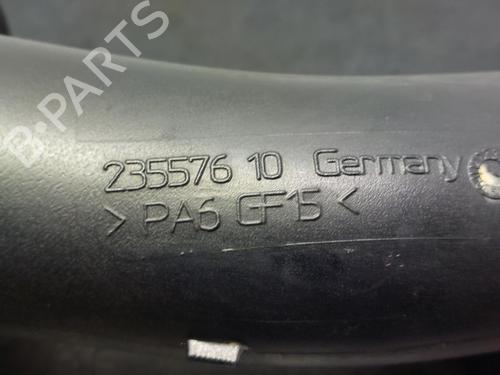 B-PARTS
235576 10 Germany
> PA6 GF15 <